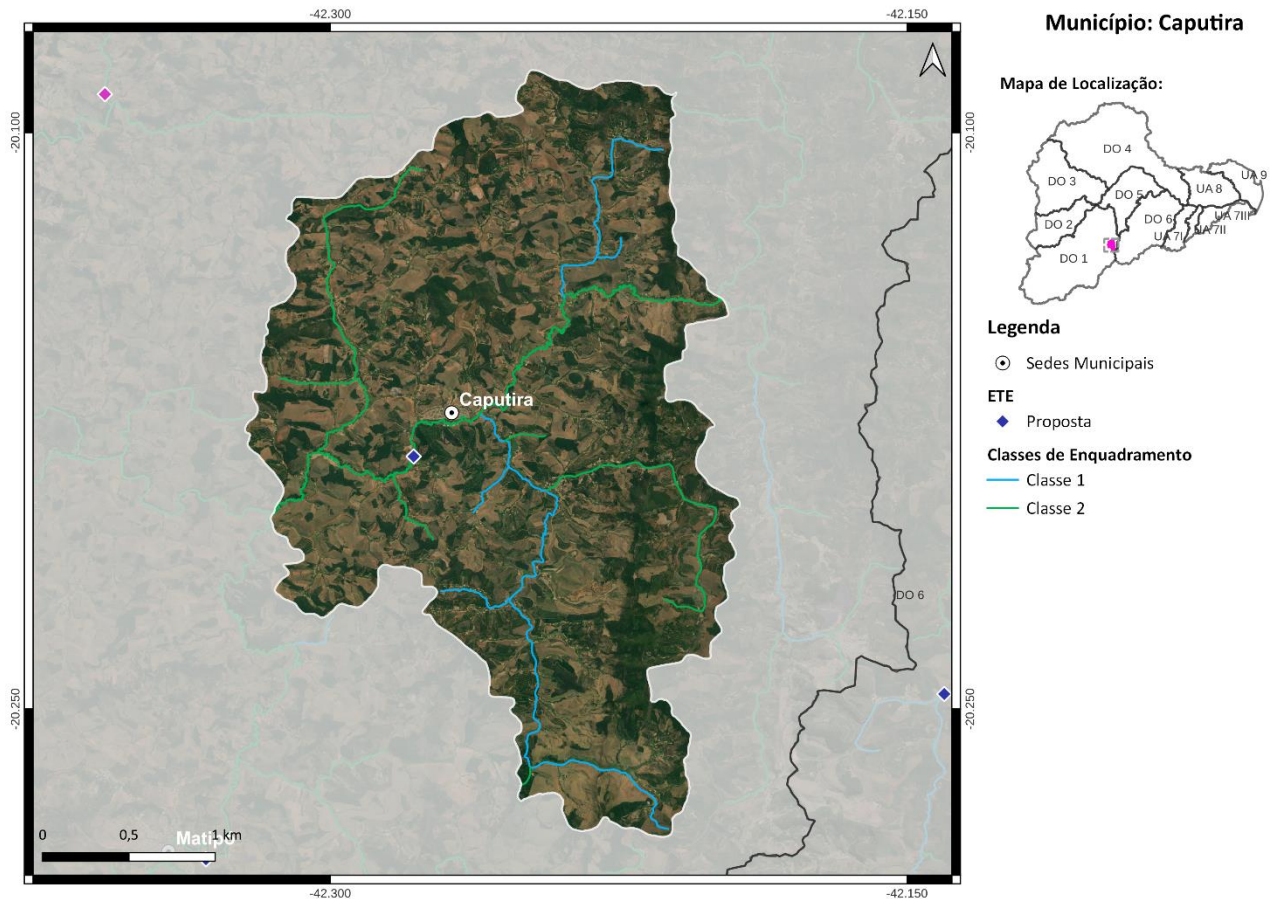 Município: Caputira
-42.300
-42.150
Mapa de Localização:
-20.100
-20.100
DO 4
DO 3
UA 9
UA 8
DO 5
DO 2
DO 6
UA 7III
UA 7II
UA 7I
DO 1
Legenda
Sedes Municipais
ETE
Proposta
Classes de Enquadramento
Classe 1
Classe 2
Caputira
DO 6
-20.250
-20.250
0
0,5
1 km
Matipó
-42.300
-42.150